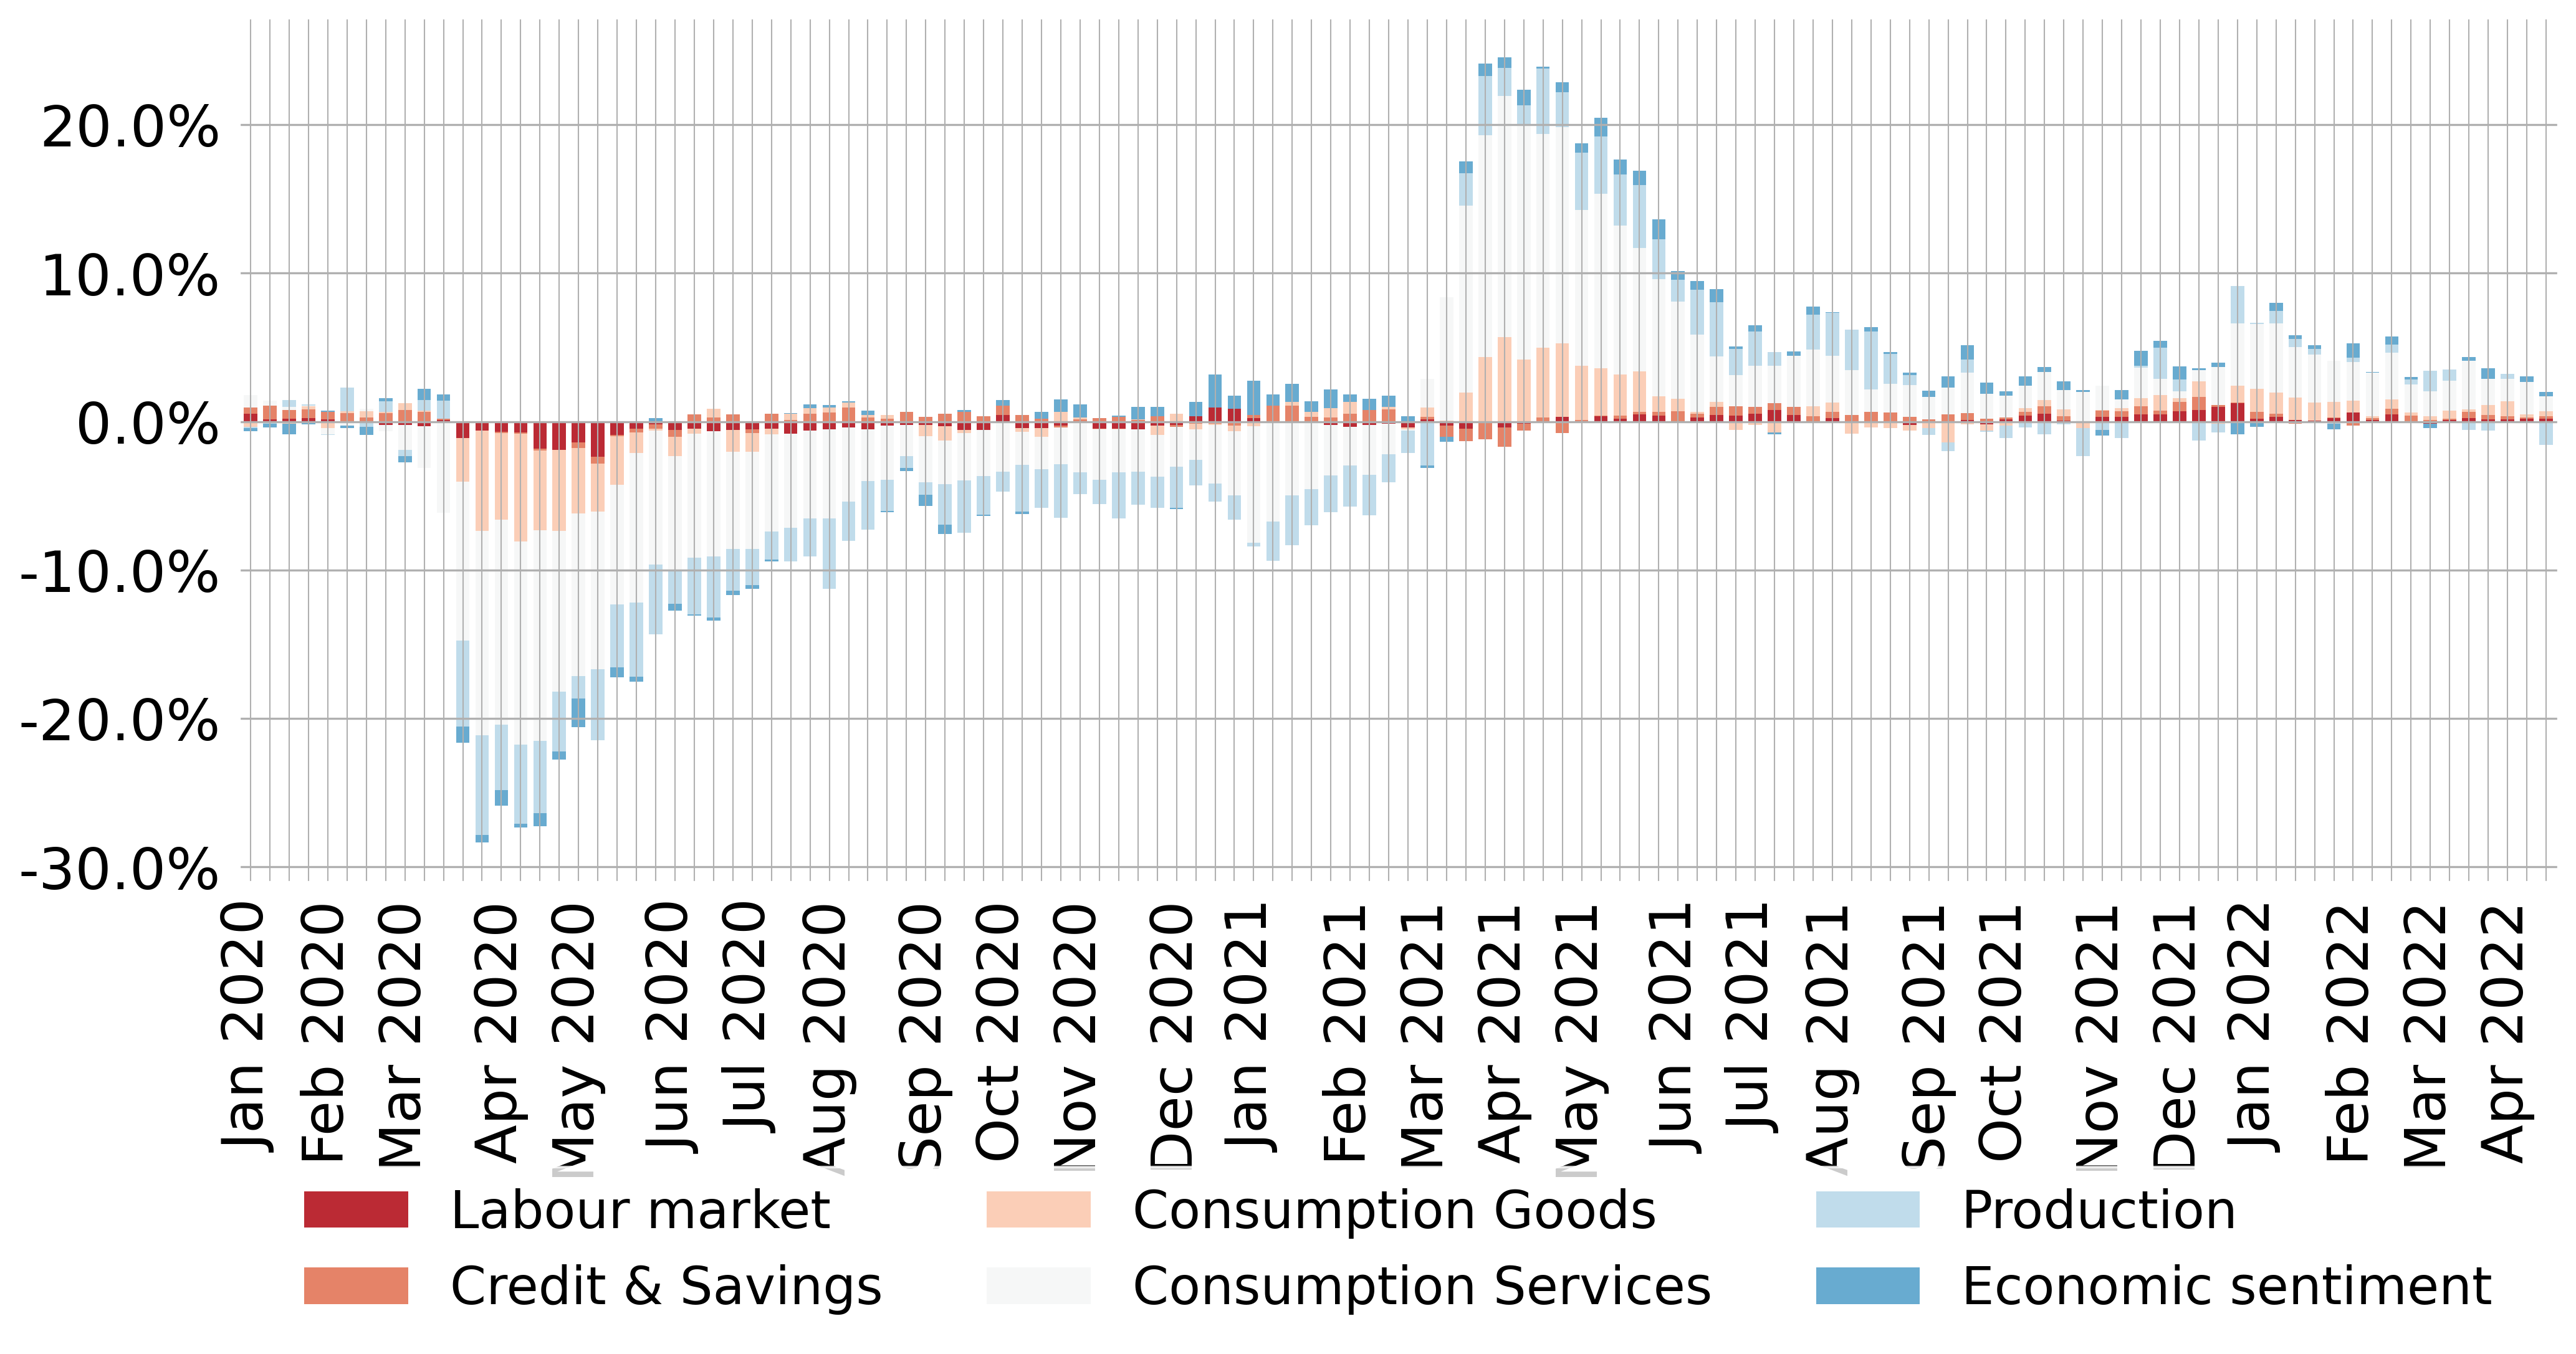 20.0%
10.0%
0.0%
-10.0%
-20.0%
-30.0%
Jan 2020
Feb 2020
Mar 2020
Apr 2020
May 2020
Jun 2020
Jul 2020
Aug 2020
Sep 2020
Oct 2020
Nov 2020
Dec 2020
Jan 2021
Feb 2021
Mar 2021
Apr 2021
May 2021
Jun 2021
Jul 2021
Aug 2021
Sep 2021
Oct 2021
Nov 2021
Dec 2021
Jan 2022
Feb 2022
Mar 2022
Apr 2022
Labour market
Credit & Savings
Consumption Goods
Consumption Services
Production
Economic sentiment